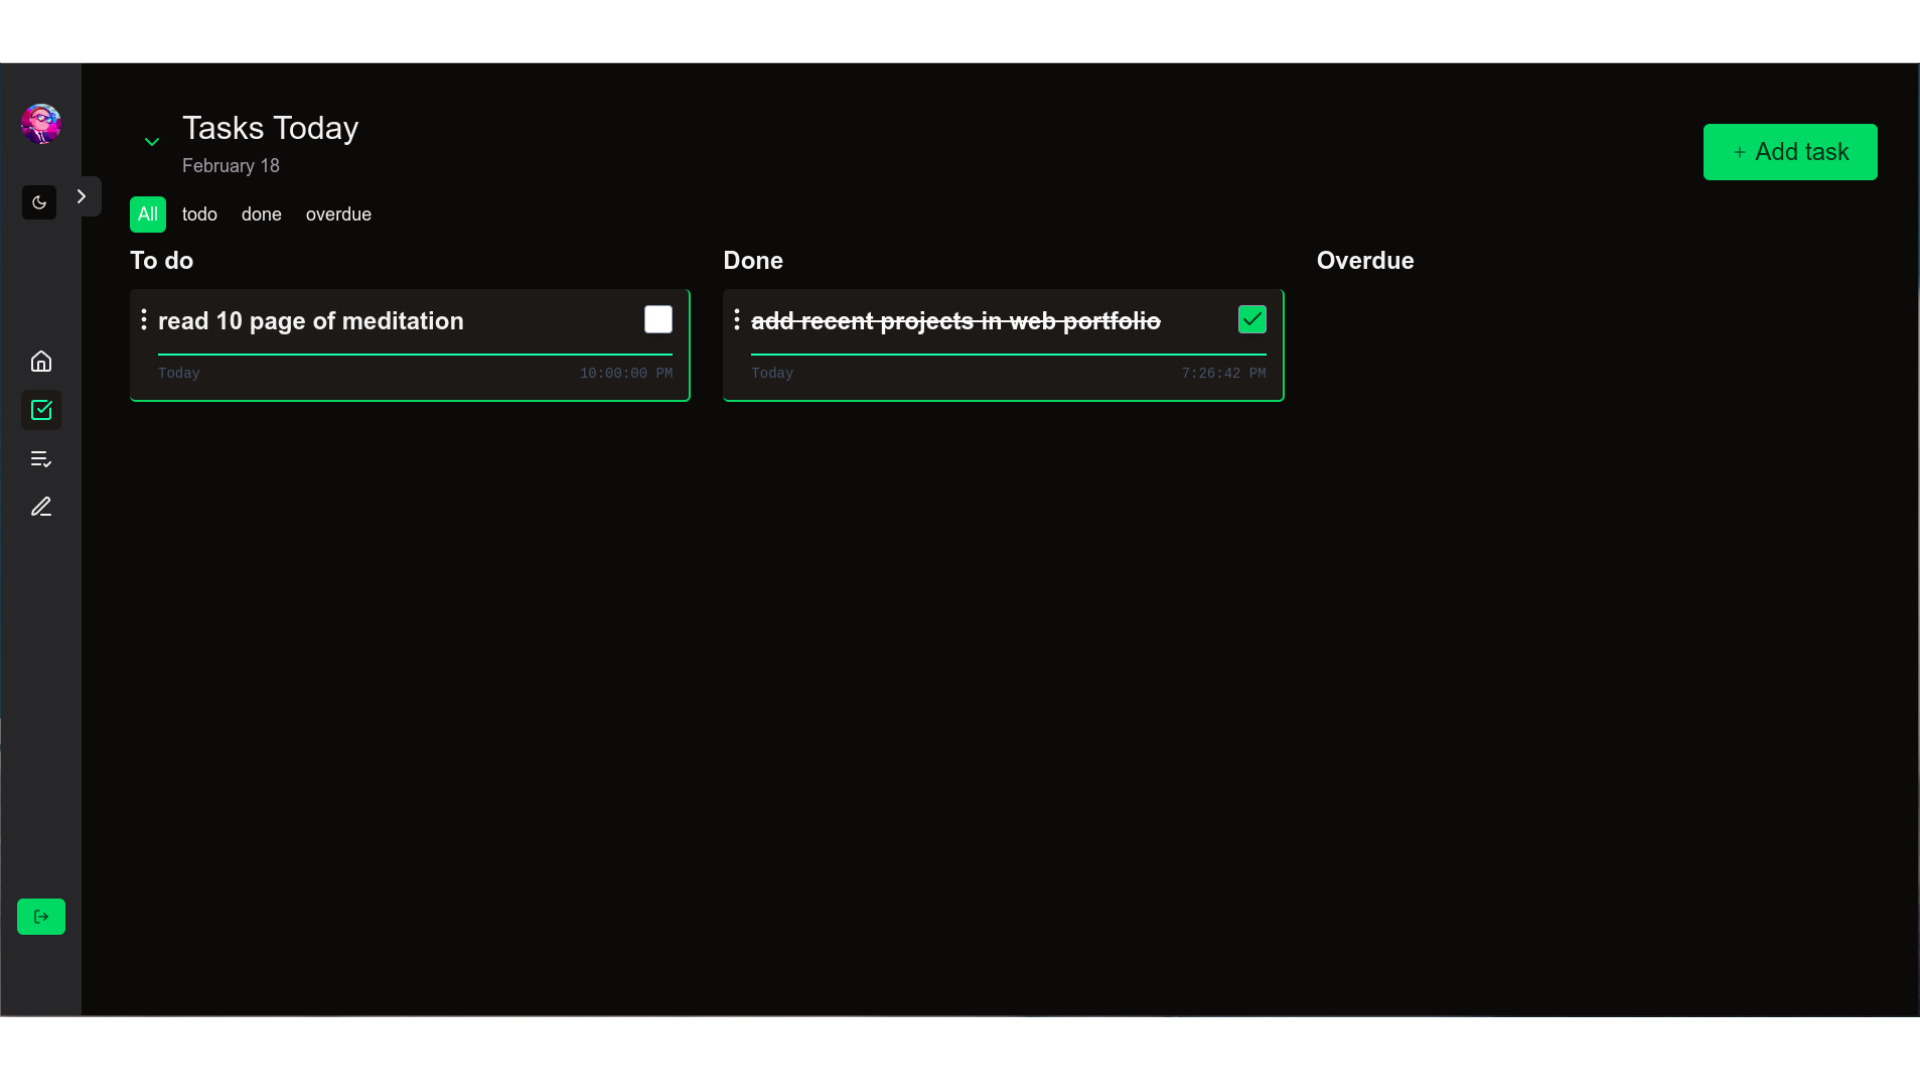 Tasks Today
February 18
+ Add task
All todo done overdue
To do
read 10 page of meditation
Today 10:00:00 PM
Done
add recent projects in web portfolio
Today 7:26:42 PM
Overdue